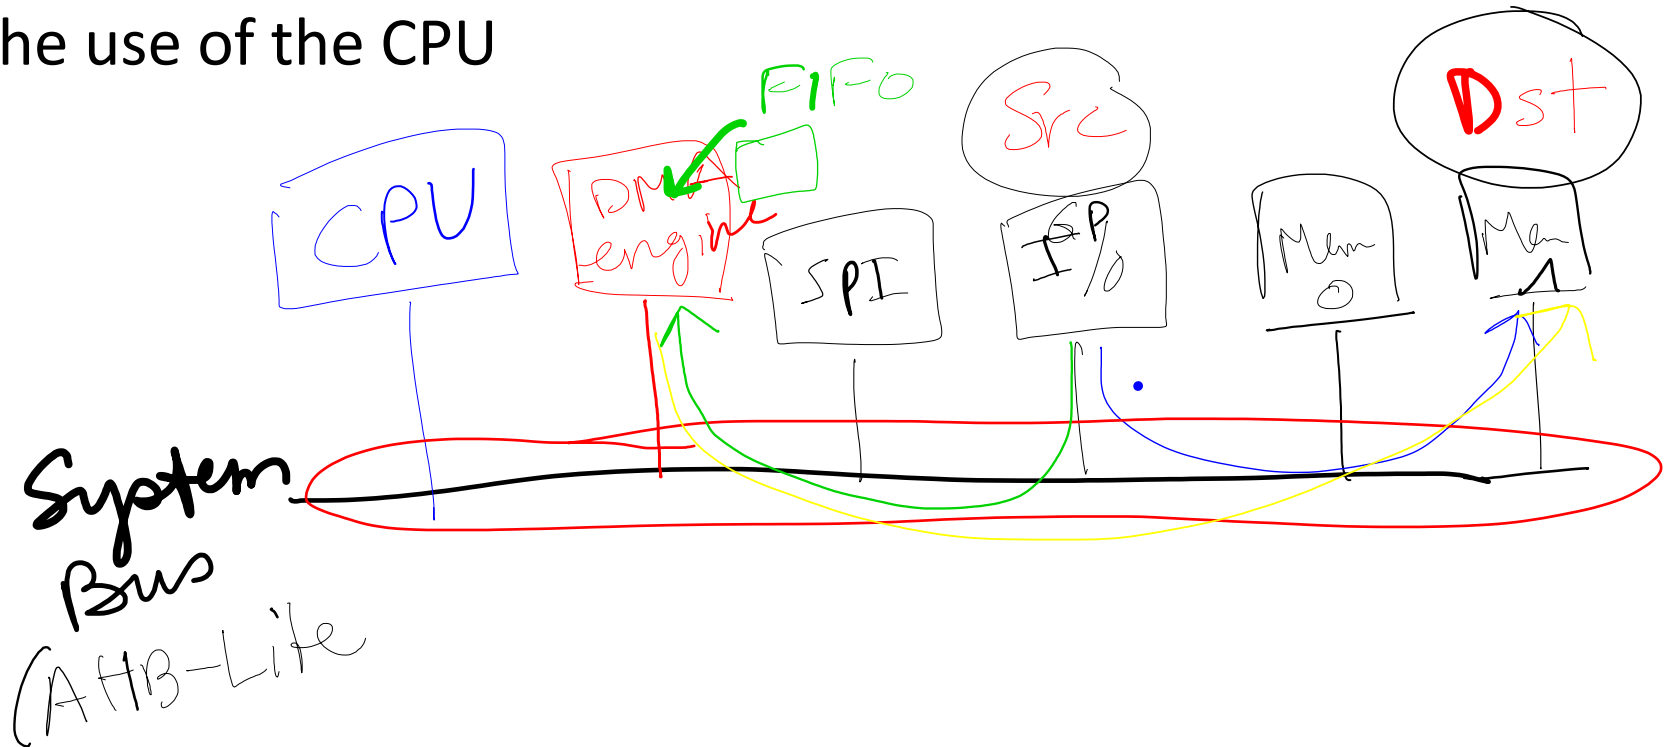 he use of the CPU
FIFO
Src
Dst
CPU
DMA
engine
SPI
GP
I/O
Mem
0
Mem
1
System
Bus
(AHB-Lite